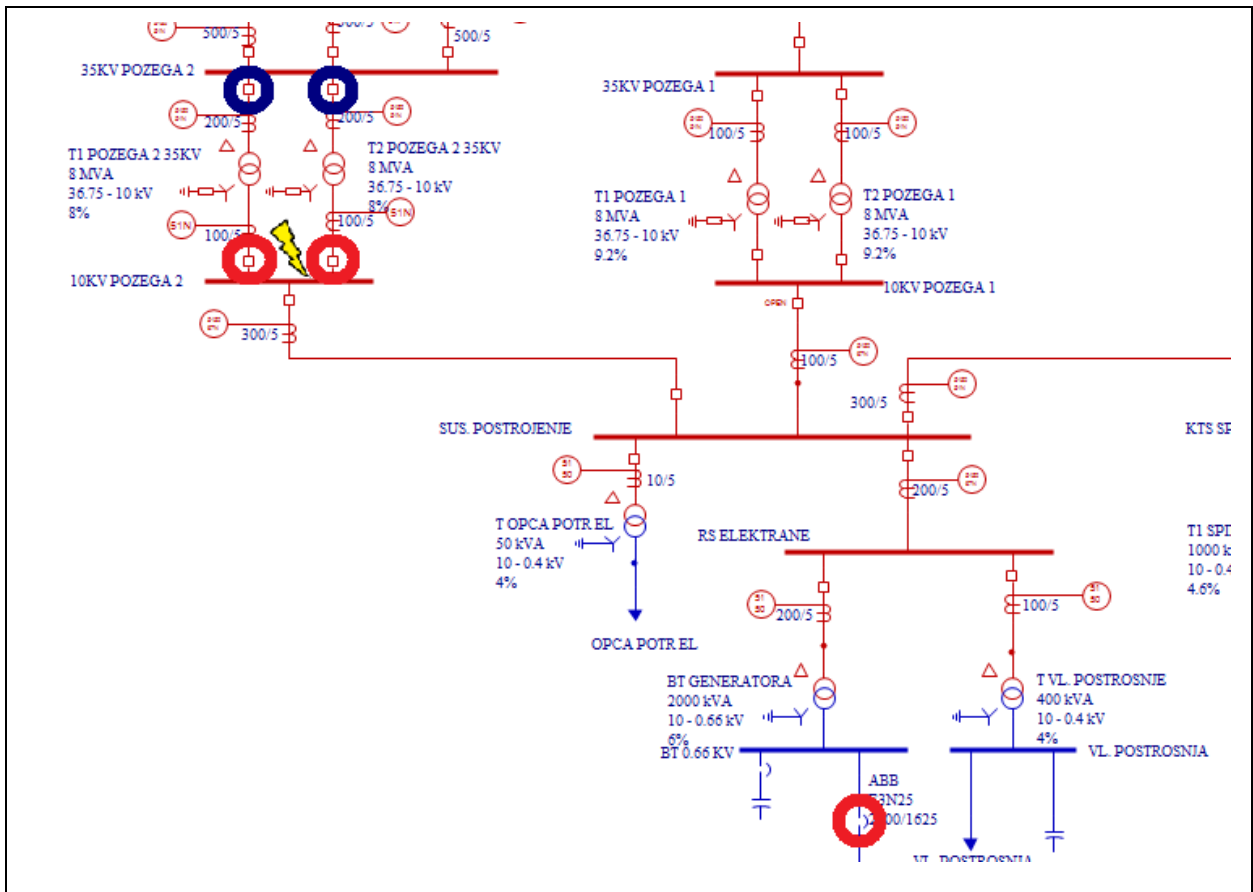 500/5
500/5
35KV POZEGA 2
35KV POZEGA 1
200/5
200/5
100/5
100/5
T1 POZEGA 2 35KV
8 MVA
36.75 - 10 kV
8%
T2 POZEGA 2 35KV
8 MVA
36.75 - 10 kV
8%
T1 POZEGA 1
8 MVA
36.75 - 10 kV
9.2%
T2 POZEGA 1
8 MVA
36.75 - 10 kV
9.2%
51N
100/5
100/5
51N
10KV POZEGA 2
10KV POZEGA 1
OPEN
300/5
100/5
300/5
SUS. POSTROJENJE
KTS SP
51
50
10/5
200/5
T OPCA POTR EL
50 kVA
10 - 0.4 kV
4%
RS ELEKTRANE
T1 SPD
1000 k
10 - 0.4
4.6%
51
50
200/5
100/5
51
50
OPCA POTR EL
BT GENERATORA
2000 kVA
10 - 0.66 kV
6%
T VL. POSTROSNJE
400 kVA
10 - 0.4 kV
4%
BT 0.66 KV
VL. POSTROSNJA
ABB
E3N25
/1625
VL. POSTROSNJA